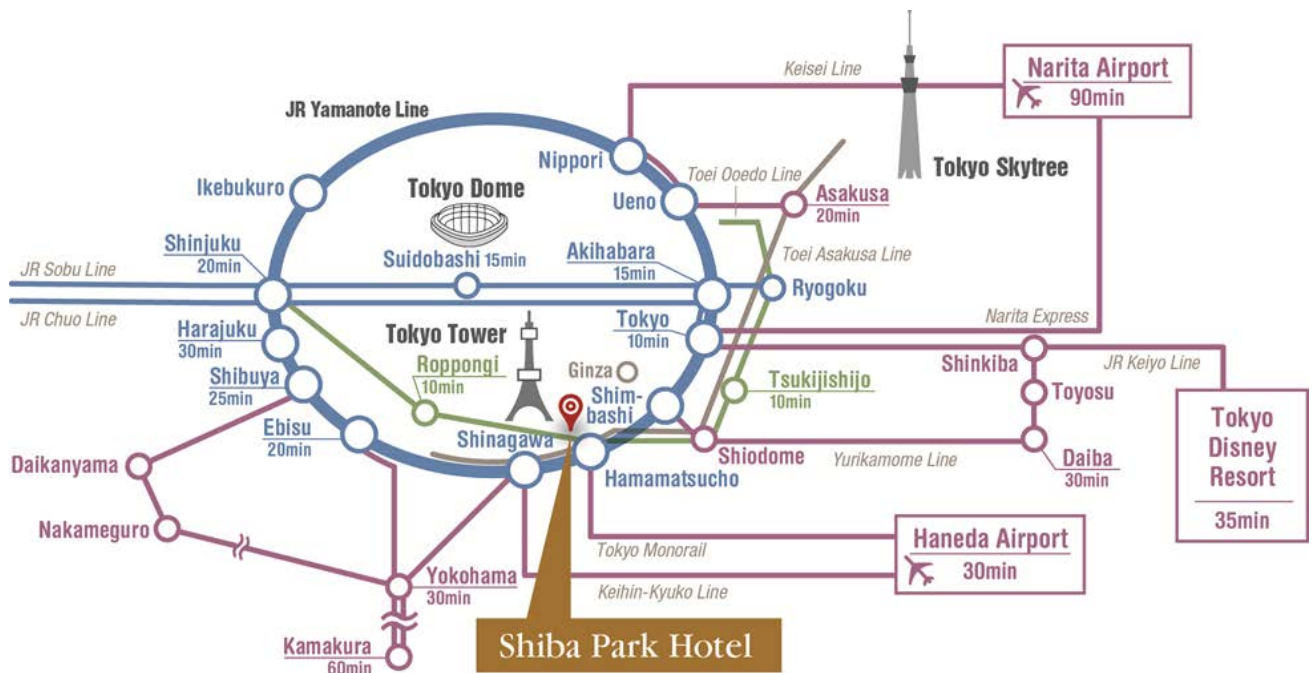 Keisei Line
Narita Airport
90min
JR Yamanote Line
Nippori
Toei Ooedo Line
Tokyo Skytree
Ikebukuro
Tokyo Dome
Ueno
Asakusa
20min
Shinjuku
20min
Suidobashi 15min
Akihabara
15min
Toei Asakusa Line
JR Sobu Line
Ryogoku
JR Chuo Line
Narita Express
Harajuku
30min
Tokyo Tower
Tokyo
10min
Shinkiba
JR Keiyo Line
Roppongi
10min
Ginza
Shibuya
25min
Shim-
bashi
Tsukijishijo
10min
Toyosu
Tokyo
Disney
Resort
35min
Ebisu
20min
Shinagawa
Shiodome
Daikanyama
Hamamatsucho
Yurikamome Line
Daiba
30min
Nakameguro
Tokyo Monorail
Haneda Airport
30min
Yokohama
30min
Keihin-Kyuko Line
Kamakura
60min
Shiba Park Hotel